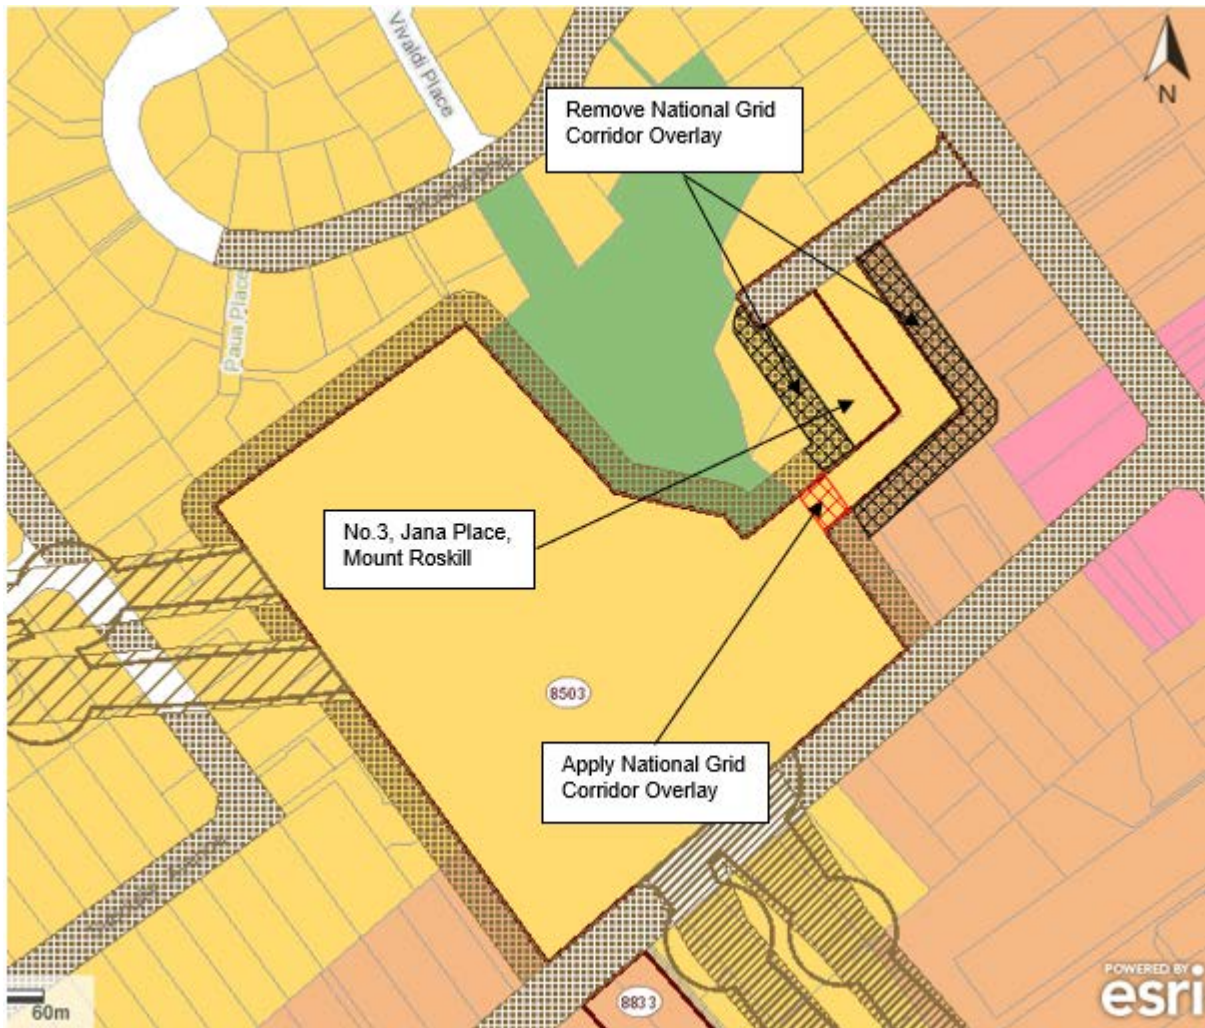 Vivaldi Place
N
Remove National Grid
Corridor Overlay
Paua Place
No.3, Jana Place,
Mount Roskill
8503
Apply National Grid
Corridor Overlay
8833
60m
POWERED BY
esri